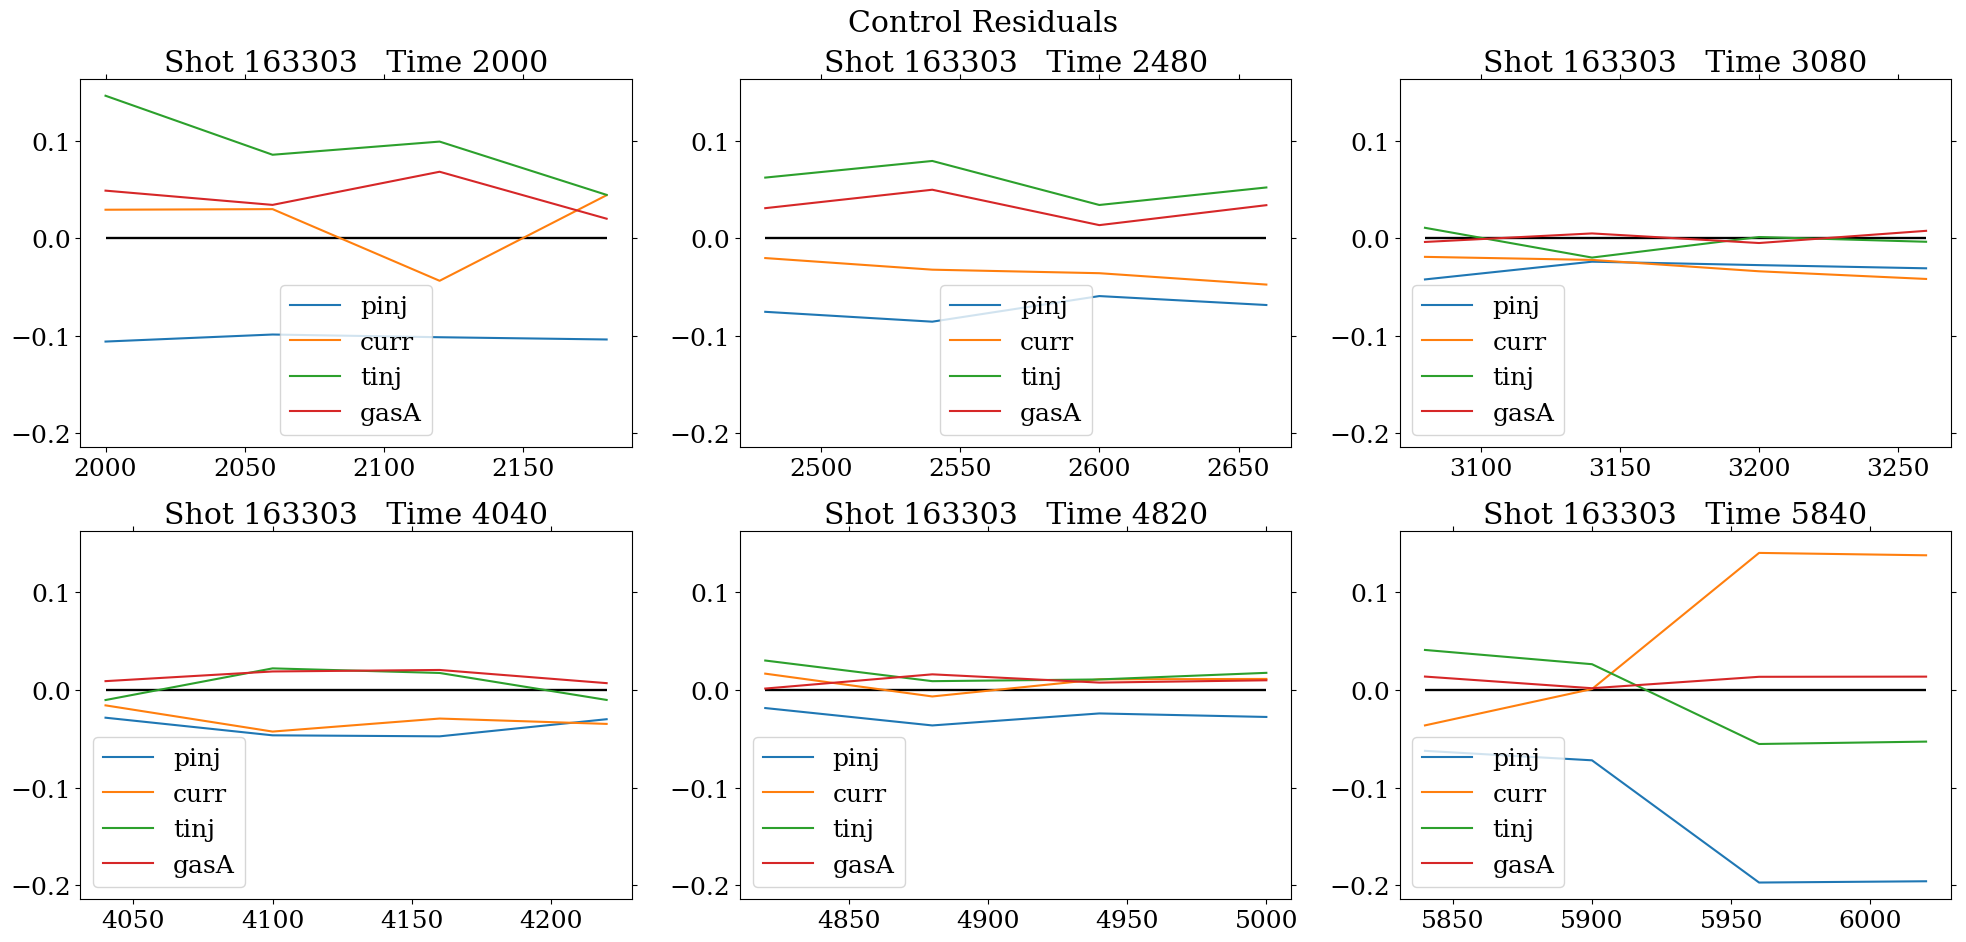 Control Residuals
Shot 163303   Time 2000
Shot 163303   Time 2480
Shot 163303   Time 3080
0.1
0.0
−0.1
−0.2
pinj
curr
tinj
gasA
2000 2050 2100 2150
0.1
0.0
−0.1
−0.2
pinj
curr
tinj
gasA
2500 2550 2600 2650
0.1
0.0
−0.1
−0.2
pinj
curr
tinj
gasA
3100 3150 3200 3250
Shot 163303   Time 4040
Shot 163303   Time 4820
Shot 163303   Time 5840
0.1
0.0
−0.1
−0.2
pinj
curr
tinj
gasA
4050 4100 4150 4200
0.1
0.0
−0.1
−0.2
pinj
curr
tinj
gasA
4850 4900 4950 5000
0.1
0.0
−0.1
−0.2
pinj
curr
tinj
gasA
5850 5900 5950 6000